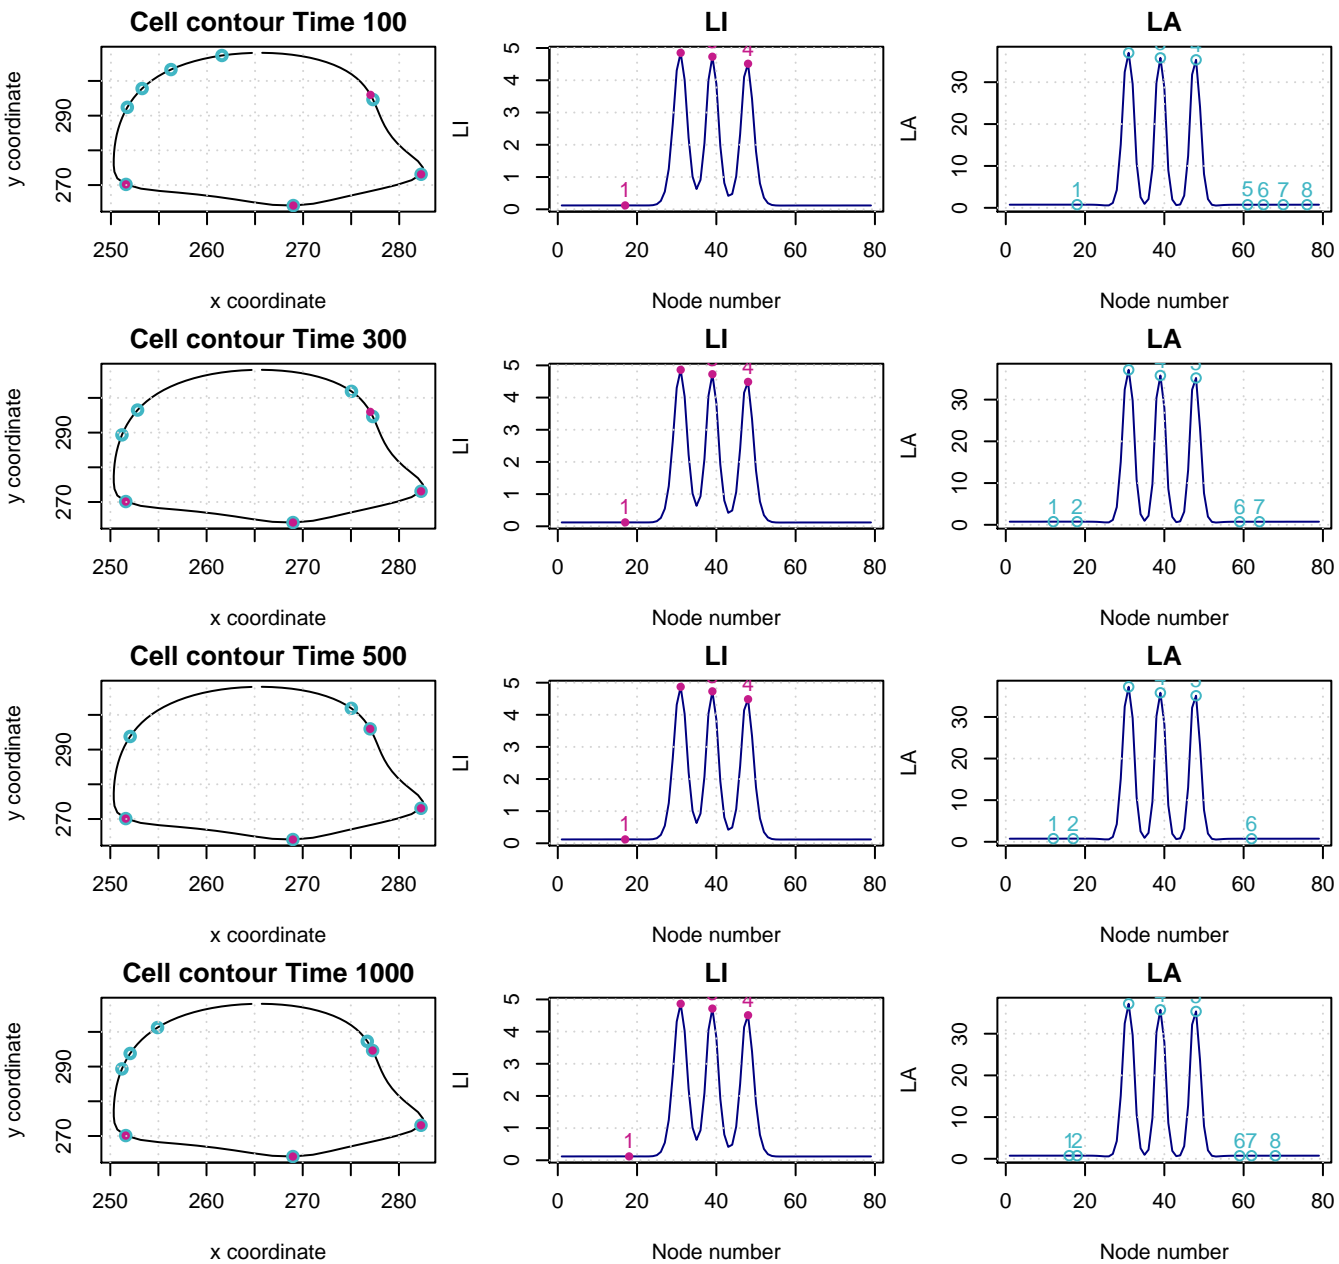 Cell contour Time 100 LI LA
y coordinate 270 290
250 260 270 280
x coordinate
LI 0 1 2 3 4 5
1 4
0 20 40 60 80
Node number
LA 0 10 20 30
1 5 6 7 8
0 20 40 60 80
Node number
Cell contour Time 300 LI LA
y coordinate 270 290
250 260 270 280
x coordinate
LI 0 1 2 3 4 5
1 4
0 20 40 60 80
Node number
LA 0 10 20 30
1 2 6 7
0 20 40 60 80
Node number
Cell contour Time 500 LI LA
y coordinate 270 290
250 260 270 280
x coordinate
LI 0 1 2 3 4 5
1 4
0 20 40 60 80
Node number
LA 0 10 20 30
1 2 6
0 20 40 60 80
Node number
Cell contour Time 1000 LI LA
y coordinate 270 290
250 260 270 280
x coordinate
LI 0 1 2 3 4 5
1 4
0 20 40 60 80
Node number
LA 0 10 20 30
1 2 6 7 8
0 20 40 60 80
Node number